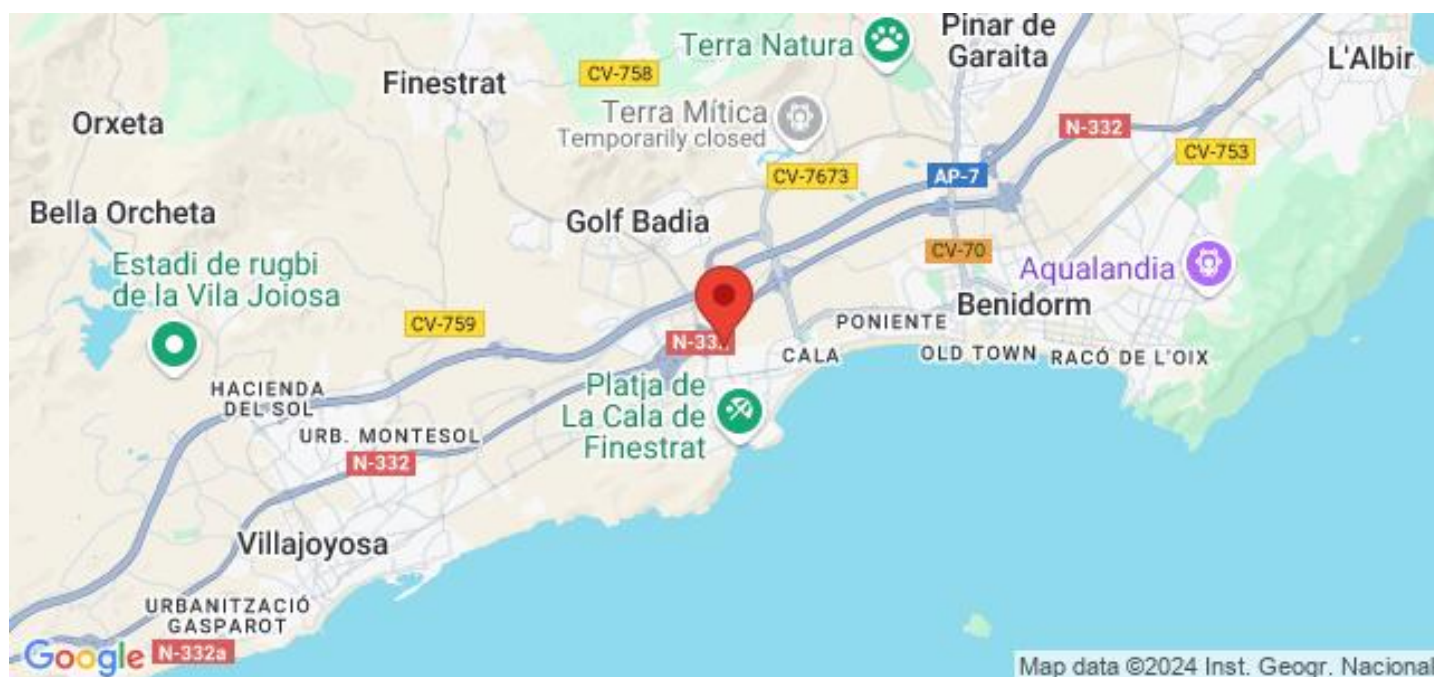 Terra Natura
Pinar de
Garaita
L'Albir
Finestrat
CV-758
Orxeta
Terra Mítica
Temporarily closed
N-332
CV-753
CV-7673
AP-7
Bella Orcheta
Golf Badia
CV-70
Aqualandia
Estadi de rugbi
de la Vila Joiosa
Benidorm
CV-759
PONIENTE
CALA
OLD TOWN
RACÓ DE L'OIX
HACIENDA
DEL SOL
Platja de
La Cala de
Finestrat
URB. MONTESOL
N-332
Villajoyosa
URBANITZACIÓ
GASPAROT
Google
N-332a
Map data ©2024 Inst. Geogr. Nacional